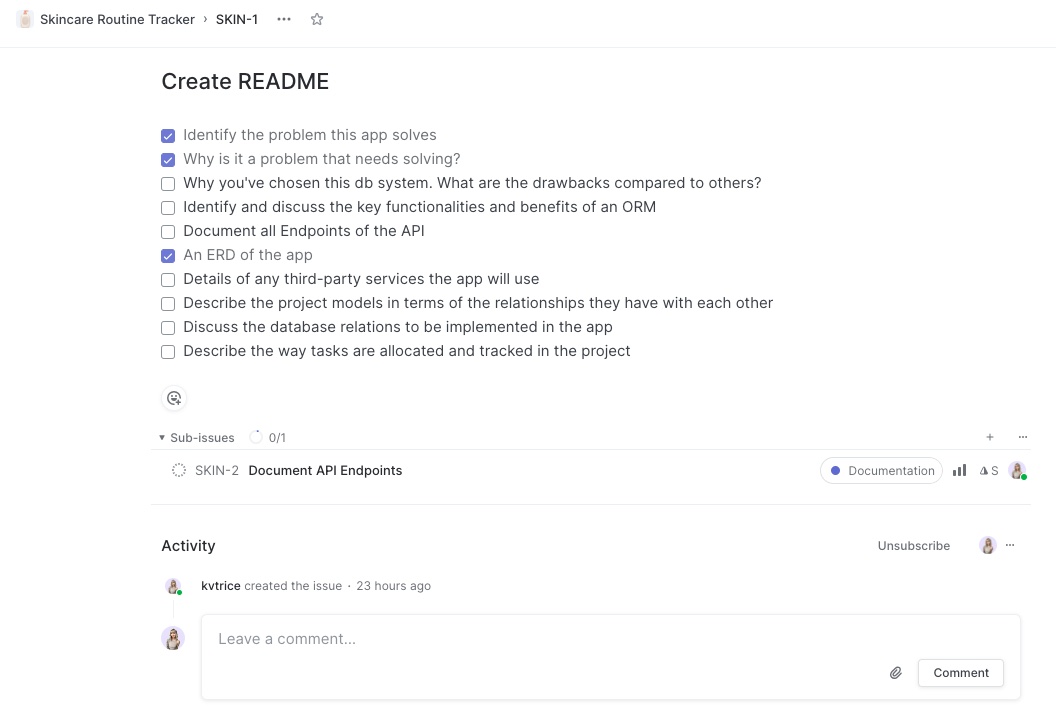 Skincare Routine Tracker › SKIN-1
Create README
Identify the problem this app solves
Why is it a problem that needs solving?
Why you've chosen this db system. What are the drawbacks compared to others?
Identify and discuss the key functionalities and benefits of an ORM
Document all Endpoints of the API
An ERD of the app
Details of any third-party services the app will use
Describe the project models in terms of the relationships they have with each other
Discuss the database relations to be implemented in the app
Describe the way tasks are allocated and tracked in the project
Sub-issues 0/1
SKIN-2 Document API Endpoints Documentation S
Activity Unsubscribe
kvtrice created the issue · 23 hours ago
Leave a comment...
Comment